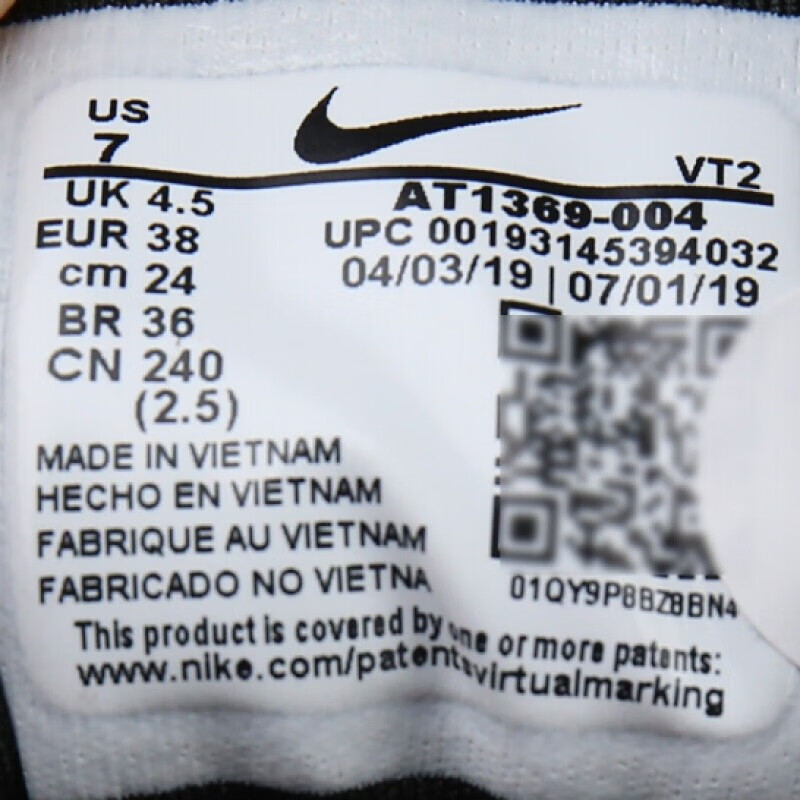 US
7
VT2
UK 4.5
AT1369-004
EUR 38
UPC 00193145394032
cm 24
04/03/19 | 07/01/19
BR 36
CN 240
(2.5)
MADE IN VIETNAM
HECHO EN VIETNAM
FABRIQUE AU VIETNAM
FABRICADO NO VIETNA
01QY9P8BZ8BN4
This product is covered by one or more patents:
www.nike.com/patentsvirtualmarking